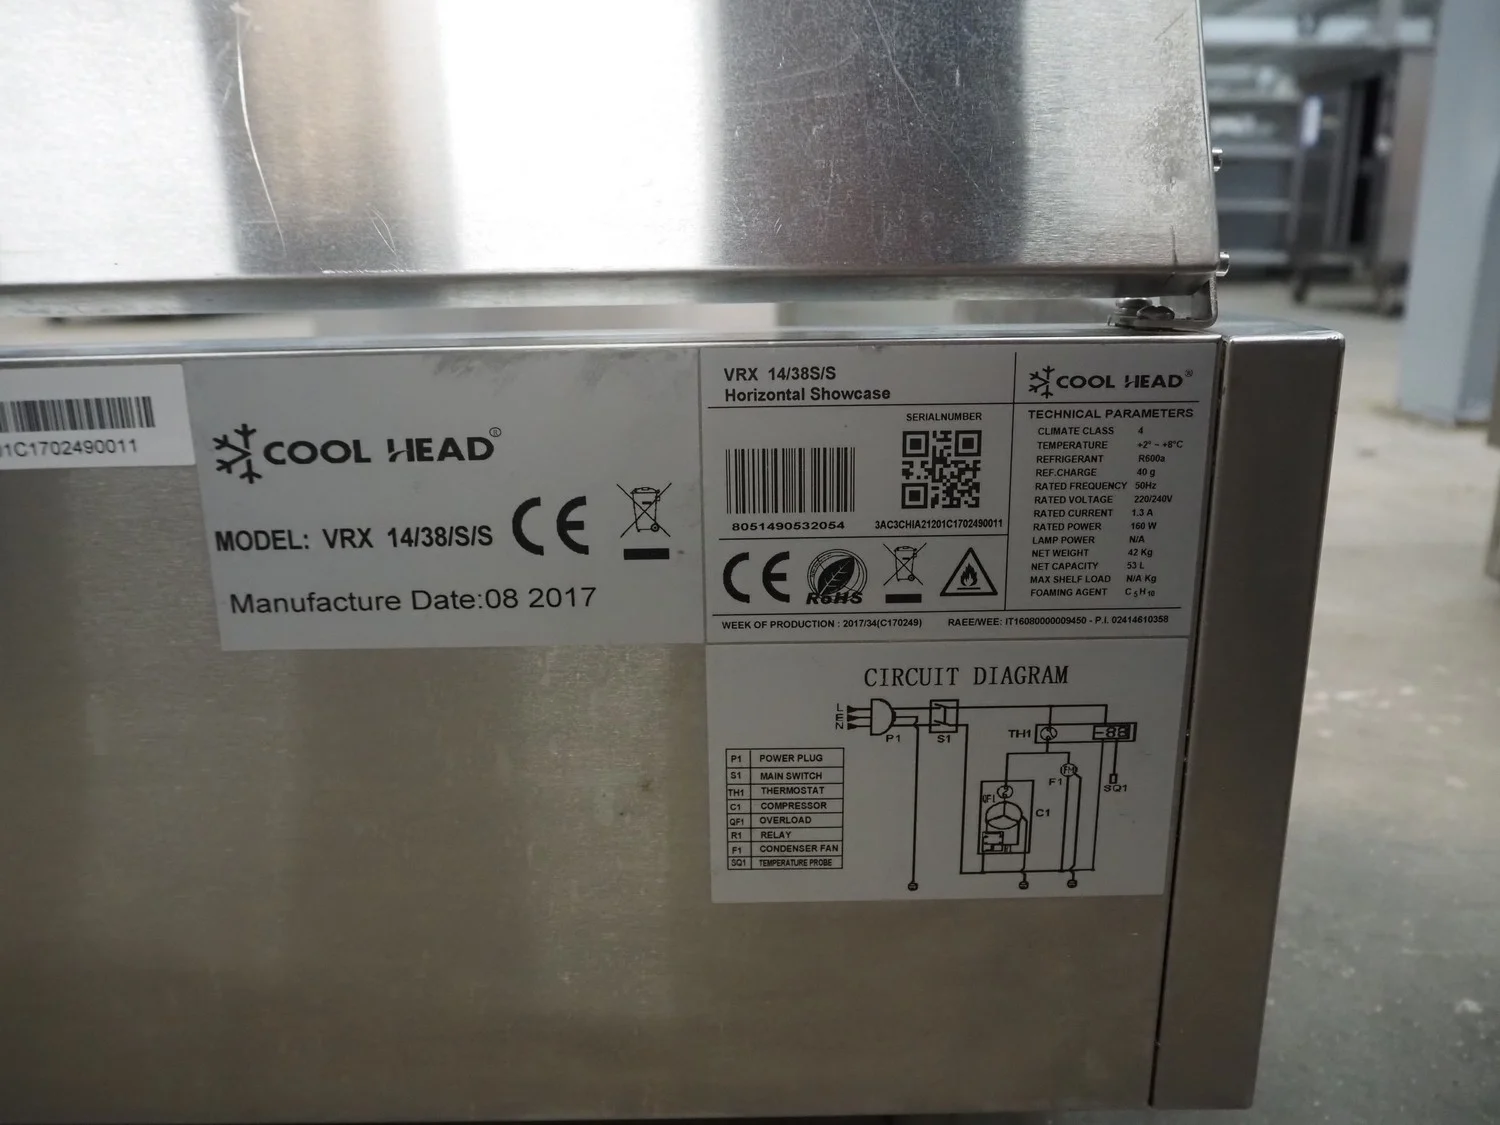 01C1702490011
COOL HEAD®
MODEL: VRX 14/38/S/S
CE
Manufacture Date:08 2017
VRX 14/38S/S
Horizontal Showcase
SERIALNUMBER
8051490532054
3AC3CHIA21201C1702490011
CE
RoHS
WEEK OF PRODUCTION : 2017/34(C170249)
RAEE/WEE: IT16080000009450 - P.I. 02414610358
COOL HEAD®
TECHNICAL PARAMETERS
CLIMATE CLASS 4
TEMPERATURE +2° ~ +8°C
REFRIGERANT R600a
REF.CHARGE 40 g
RATED FREQUENCY 50Hz
RATED VOLTAGE 220/240V
RATED CURRENT 1.3 A
RATED POWER 160 W
LAMP POWER N/A
NET WEIGHT 42 Kg
NET CAPACITY 53 L
MAX SHELF LOAD N/A Kg
FOAMING AGENT C5H10
CIRCUIT DIAGRAM
L
E
N
P1
S1
TH1
-88
SQ1
F1
FM
QF1
C1
R1
P1 POWER PLUG
S1 MAIN SWITCH
TH1 THERMOSTAT
C1 COMPRESSOR
QF1 OVERLOAD
R1 RELAY
F1 CONDENSER FAN
SQ1 TEMPERATURE PROBE